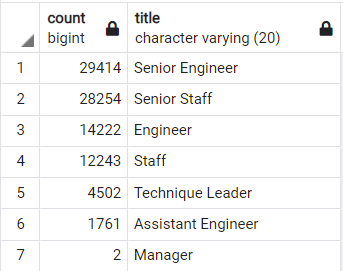 count title
bigint character varying (20)
1 29414 Senior Engineer
2 28254 Senior Staff
3 14222 Engineer
4 12243 Staff
5 4502 Technique Leader
6 1761 Assistant Engineer
7 2 Manager